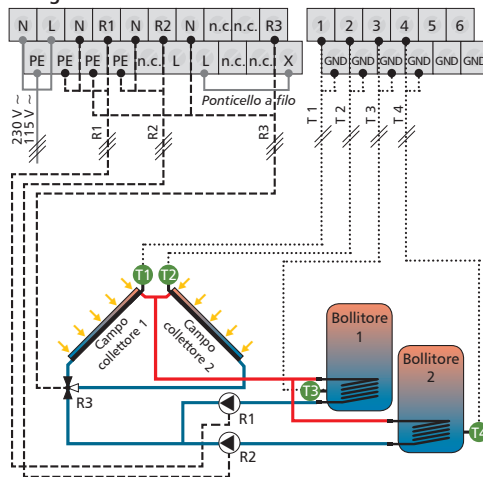 N L N R1 N R2 N L n.c. n.c. R3
1 2 3 4 5 6
PE PE PE PE n.c. L L n.c. n.c. X
GND GND GND GND GND GND
230 V ~
115 V ~
R1
R2
Ponticello a filo
R3
T 1
T 2
T 3
T 4
T1 T2
Campo
collettore 1
Campo
collettore 2
Bollitore
1
Bollitore
2
T3
R3
R1
R2
T4